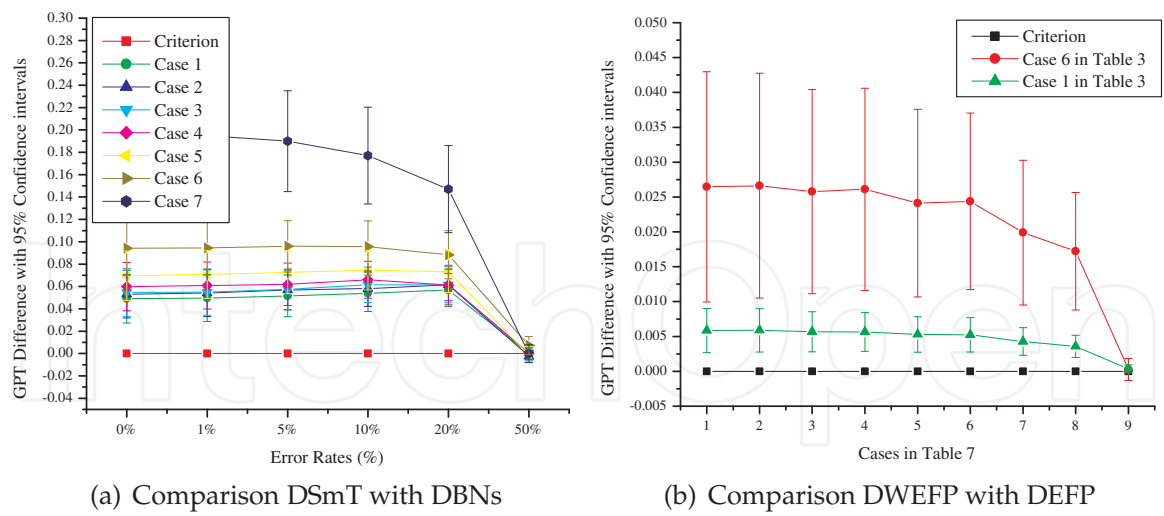 GPT Difference with 95% Confidence intervals
0.30
0.28
0.26
0.24
0.22
0.20
0.18
0.16
0.14
0.12
0.10
0.08
0.06
0.04
0.02
0.00
-0.02
-0.04
Criterion
Case 1
Case 2
Case 3
Case 4
Case 5
Case 6
Case 7
0% 1% 5% 10% 20% 50%
Error Rates (%)
(a) Comparison DSmT with DBNs
GPT Difference with 95% Confidence intervals
0.050
0.045
0.040
0.035
0.030
0.025
0.020
0.015
0.010
0.005
0.000
-0.005
Criterion
Case 6 in Table 3
Case 1 in Table 3
1 2 3 4 5 6 7 8 9
Cases in Table 7
(b) Comparison DWEFP with DEFP